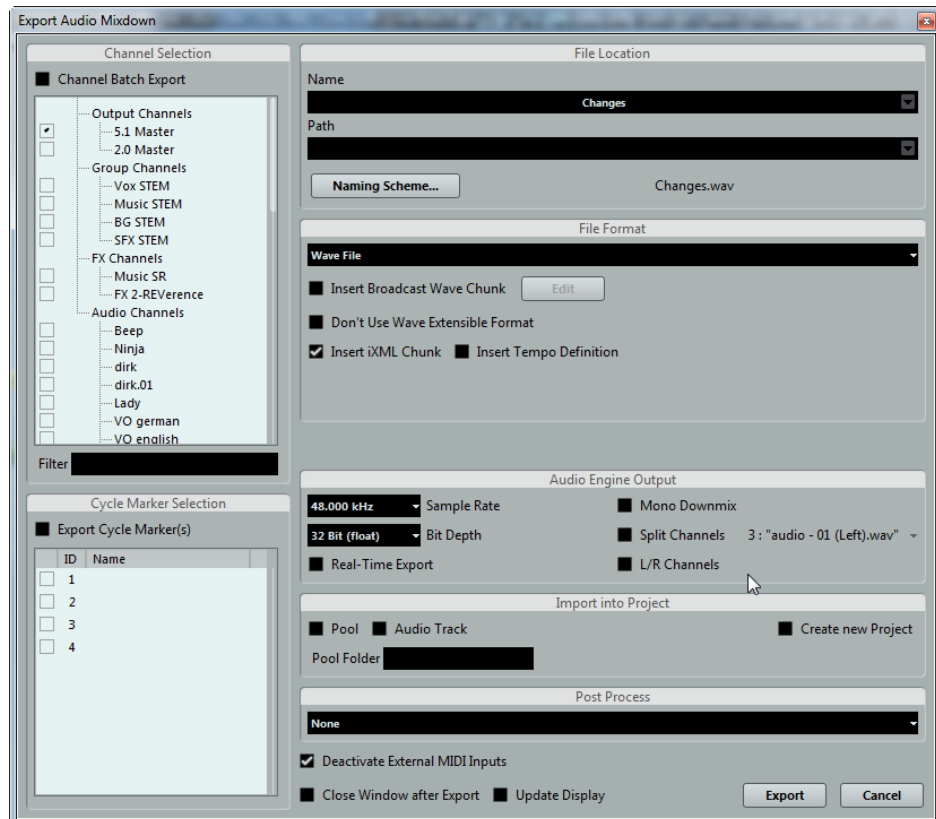 Export Audio Mixdown
Channel Selection
Channel Batch Export
Output Channels
5.1 Master
2.0 Master
Group Channels
Vox STEM
Music STEM
BG STEM
SFX STEM
FX Channels
Music SR
FX 2-REVerence
Audio Channels
Beep
Ninja
dirk
dirk.01
Lady
VO german
VO english
Filter
Cycle Marker Selection
Export Cycle Marker(s)
ID Name
1
2
3
4
File Location
Name
Changes
Path
Naming Scheme... Changes.wav
File Format
Wave File
Insert Broadcast Wave Chunk Edit
Don't Use Wave Extensible Format
Insert iXML Chunk Insert Tempo Definition
Audio Engine Output
48.000 kHz Sample Rate Mono Downmix
32 Bit (float) Bit Depth Split Channels 3 : "audio - 01 (Left).wav"
Real-Time Export L/R Channels
Import into Project
Pool Audio Track Create new Project
Pool Folder
Post Process
None
Deactivate External MIDI Inputs
Close Window after Export Update Display Export Cancel